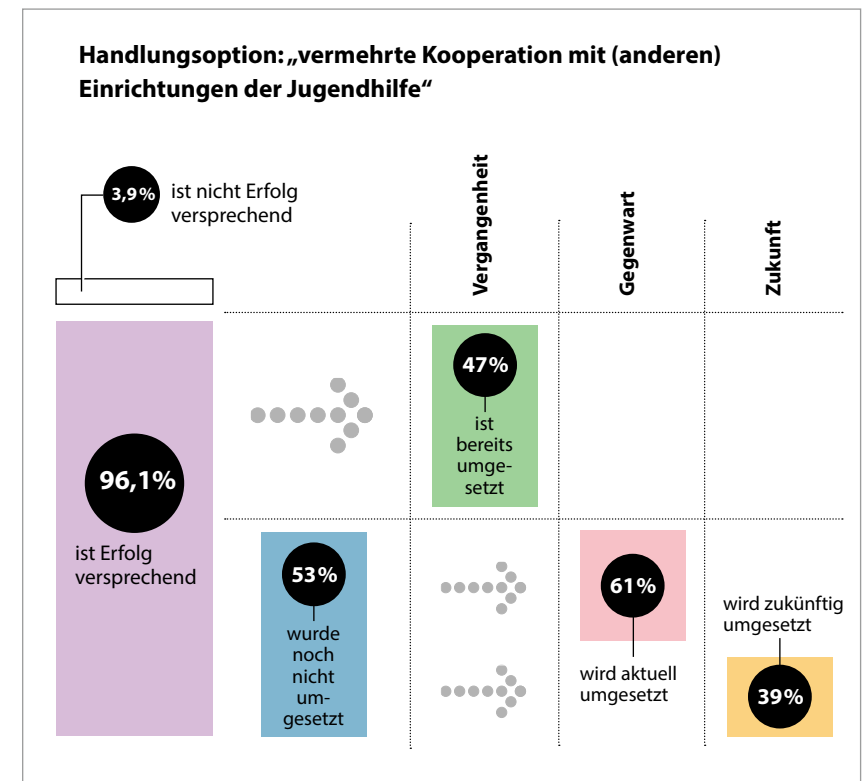 Handlungsoption: „vermehrte Kooperation mit (anderen)
Einrichtungen der Jugendhilfe“
3,9%
ist nicht Erfolg
versprechend
Vergangenheit
Gegenwart
Zukunft
96,1%
ist Erfolg
versprechend
47%
ist
bereits
umge-
setzt
53%
wurde
noch
nicht
um-
gesetzt
61%
wird aktuell
umgesetzt
wird zukünftig
umgesetzt
39%